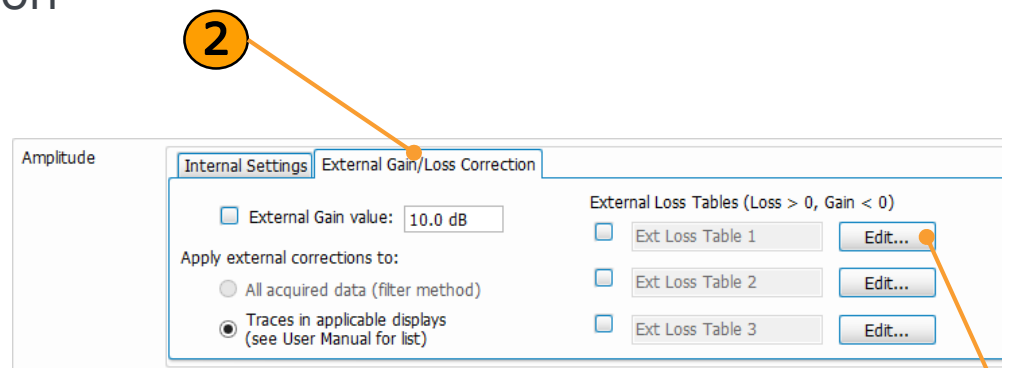 2
Amplitude
Internal Settings
External Gain/Loss Correction
External Gain value:
10.0 dB
Apply external corrections to:
All acquired data (filter method)
Traces in applicable displays
(see User Manual for list)
External Loss Tables (Loss > 0, Gain < 0)
Ext Loss Table 1
Edit...
Ext Loss Table 2
Edit...
Ext Loss Table 3
Edit...